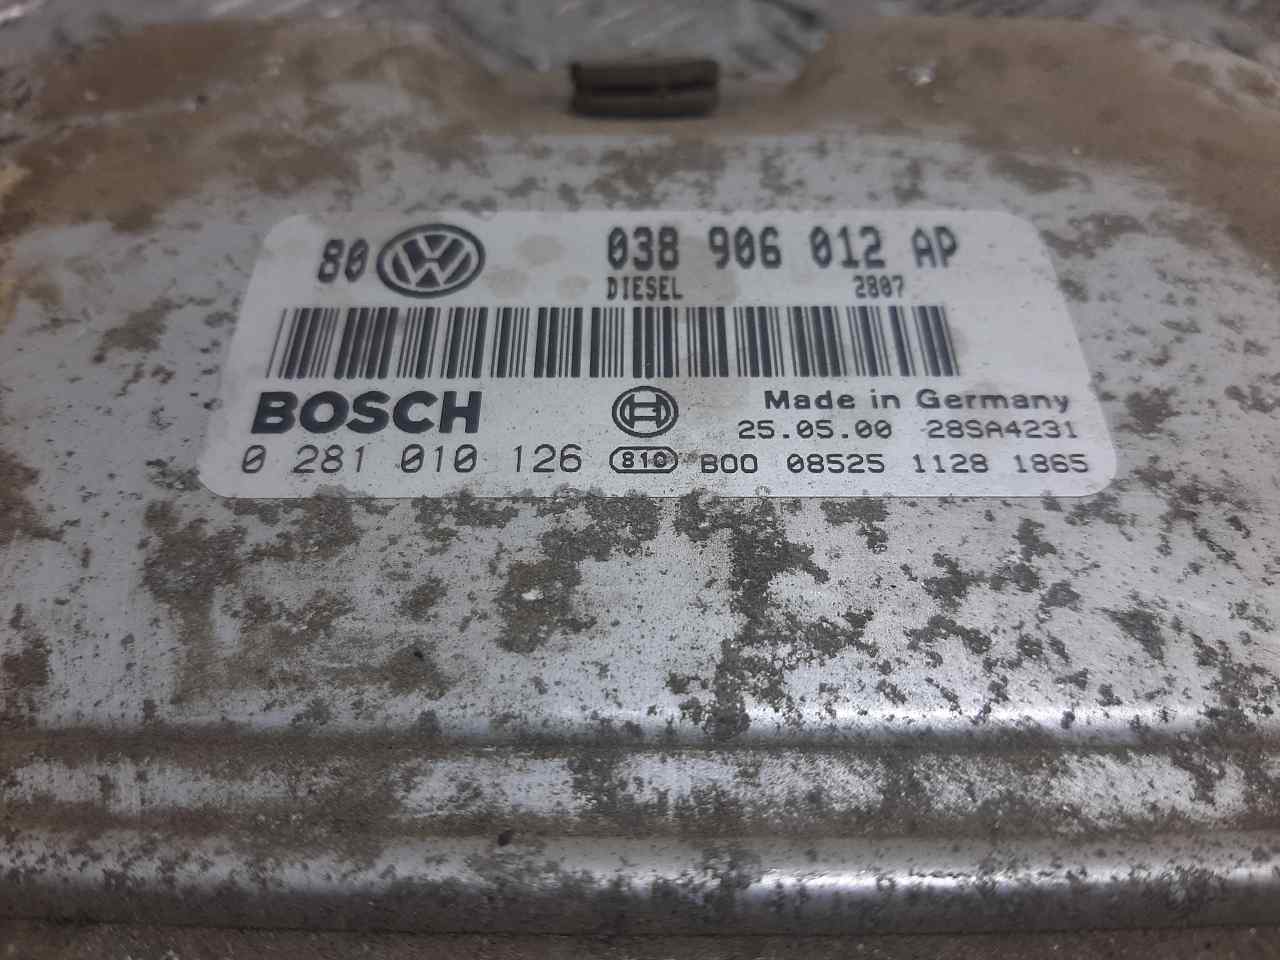 80 VW 038 906 012 AP
DIESEL 2807
BOSCH Made in Germany
25.05.00 28SA4231
0 281 010 126 810 B00 08525 1128 1865